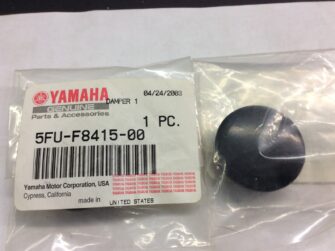 YAMAHA
GENUINE
Parts & Accessories
DAMPER 1
04/24/2003
1 PC.
5FU-F8415-00
Yamaha Motor Corporation, USA
Cypress, California
made in UNITED STATES